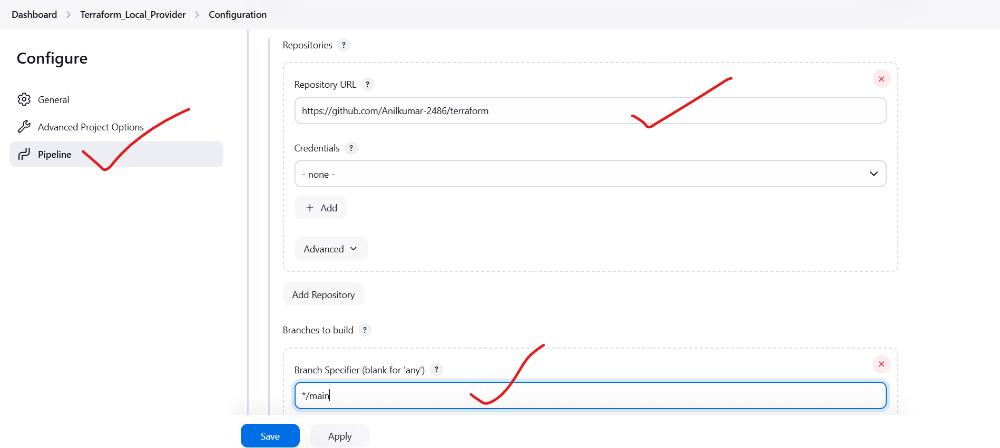 Dashboard > Terraform_Local_Provider > Configuration
Configure
General
Advanced Project Options
Pipeline
Repositories ?
Repository URL ?
https://github.com/Anilkumar-2486/terraform
Credentials ?
- none -
+ Add
Advanced
Add Repository
Branches to build ?
Branch Specifier (blank for 'any') ?
*/main
Save
Apply